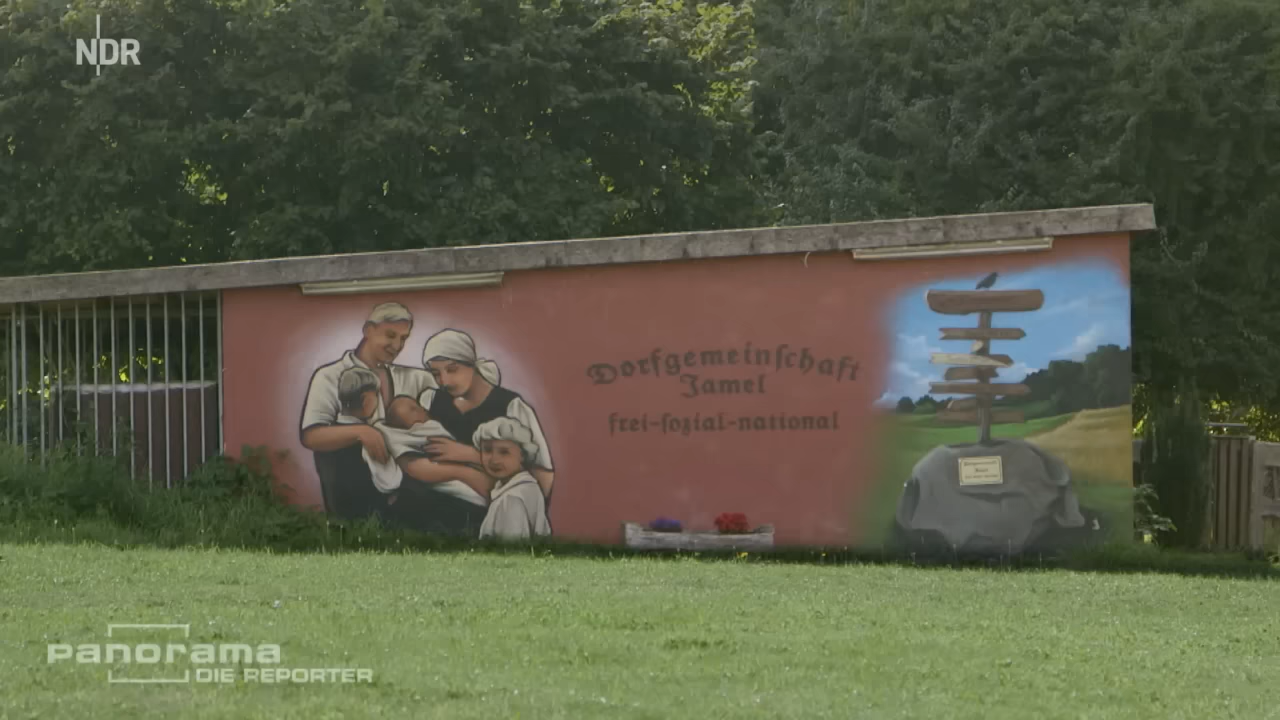 NDR
Dorfgemeinschaft
Jamel
frei-sozial-national
panorama
DIE REPORTER